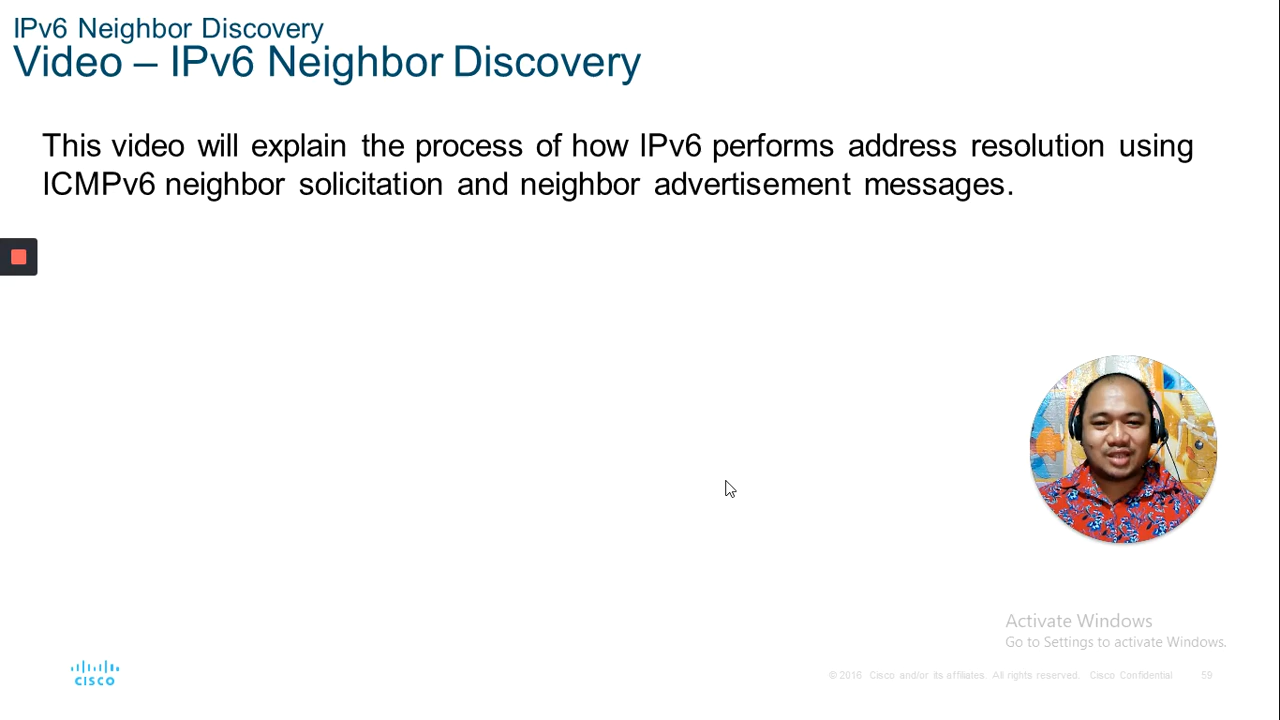 IPv6 Neighbor Discovery
Video – IPv6 Neighbor Discovery
This video will explain the process of how IPv6 performs address resolution using
ICMPv6 neighbor solicitation and neighbor advertisement messages.
Activate Windows
Go to Settings to activate Windows.
CISCO
© 2016 Cisco and/or its affiliates. All rights reserved. Cisco Confidential 59